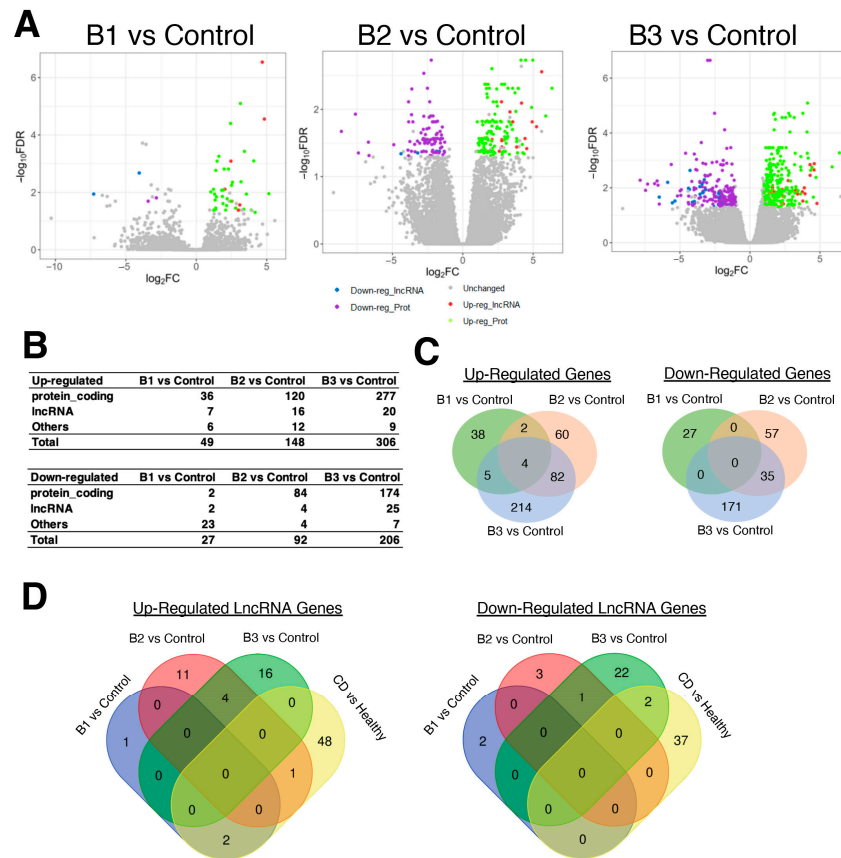 A
B1 vs Control
B2 vs Control
B3 vs Control
6
4
2
0
−log10FDR
−10
−5
0
5
log2FC
2
1
0
−log10FDR
−5
0
5
log2FC
6
4
2
0
−log10FDR
−5
0
5
log2FC
Down-reg_lncRNA
Unchanged
Down-reg_Prot
Up-reg_lncRNA
Up-reg_Prot
B
Up-regulated B1 vs Control B2 vs Control B3 vs Control
protein_coding 36 120 277
lncRNA 7 16 20
Others 6 12 9
Total 49 148 306
Down-regulated B1 vs Control B2 vs Control B3 vs Control
protein_coding 2 84 174
lncRNA 2 4 25
Others 23 4 7
Total 27 92 206
C
Up-Regulated Genes
B1 vs Control B2 vs Control
38 2 60
4
5 82
214
B3 vs Control
Down-Regulated Genes
B1 vs Control B2 vs Control
27 0 57
0
0 35
171
B3 vs Control
D
Up-Regulated LncRNA Genes
B2 vs Control B3 vs Control
B1 vs Control
CD vs Healthy
11 16
0 4 0
1 0 0 48
0 0 1
0 0
2
Down-Regulated LncRNA Genes
B2 vs Control B3 vs Control
B1 vs Control
CD vs Healthy
3 22
0 1 2
2 0 0 37
0 0 0
0 0
0